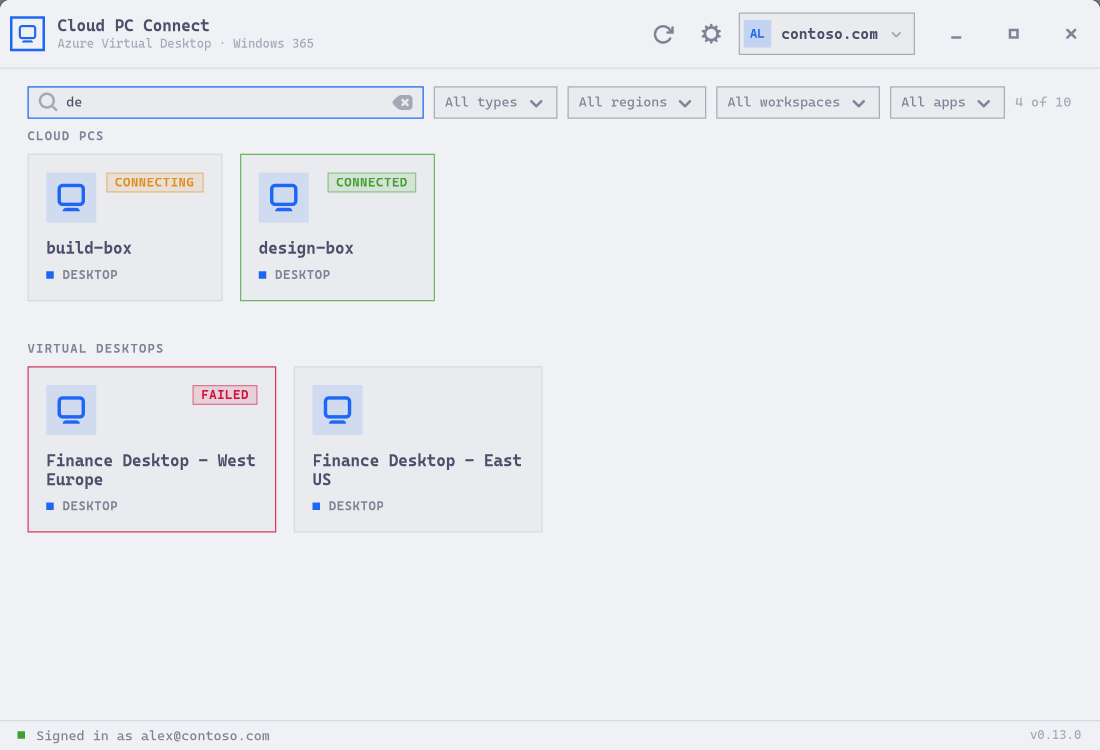 Cloud PC Connect
Azure Virtual Desktop · Windows 365
AL contoso.com
de
All types
All regions
All workspaces
All apps
4 of 10
CLOUD PCS
CONNECTING
build-box
DESKTOP
CONNECTED
design-box
DESKTOP
VIRTUAL DESKTOPS
FAILED
Finance Desktop - West
Europe
DESKTOP
Finance Desktop - East
US
DESKTOP
Signed in as alex@contoso.com
v0.13.0